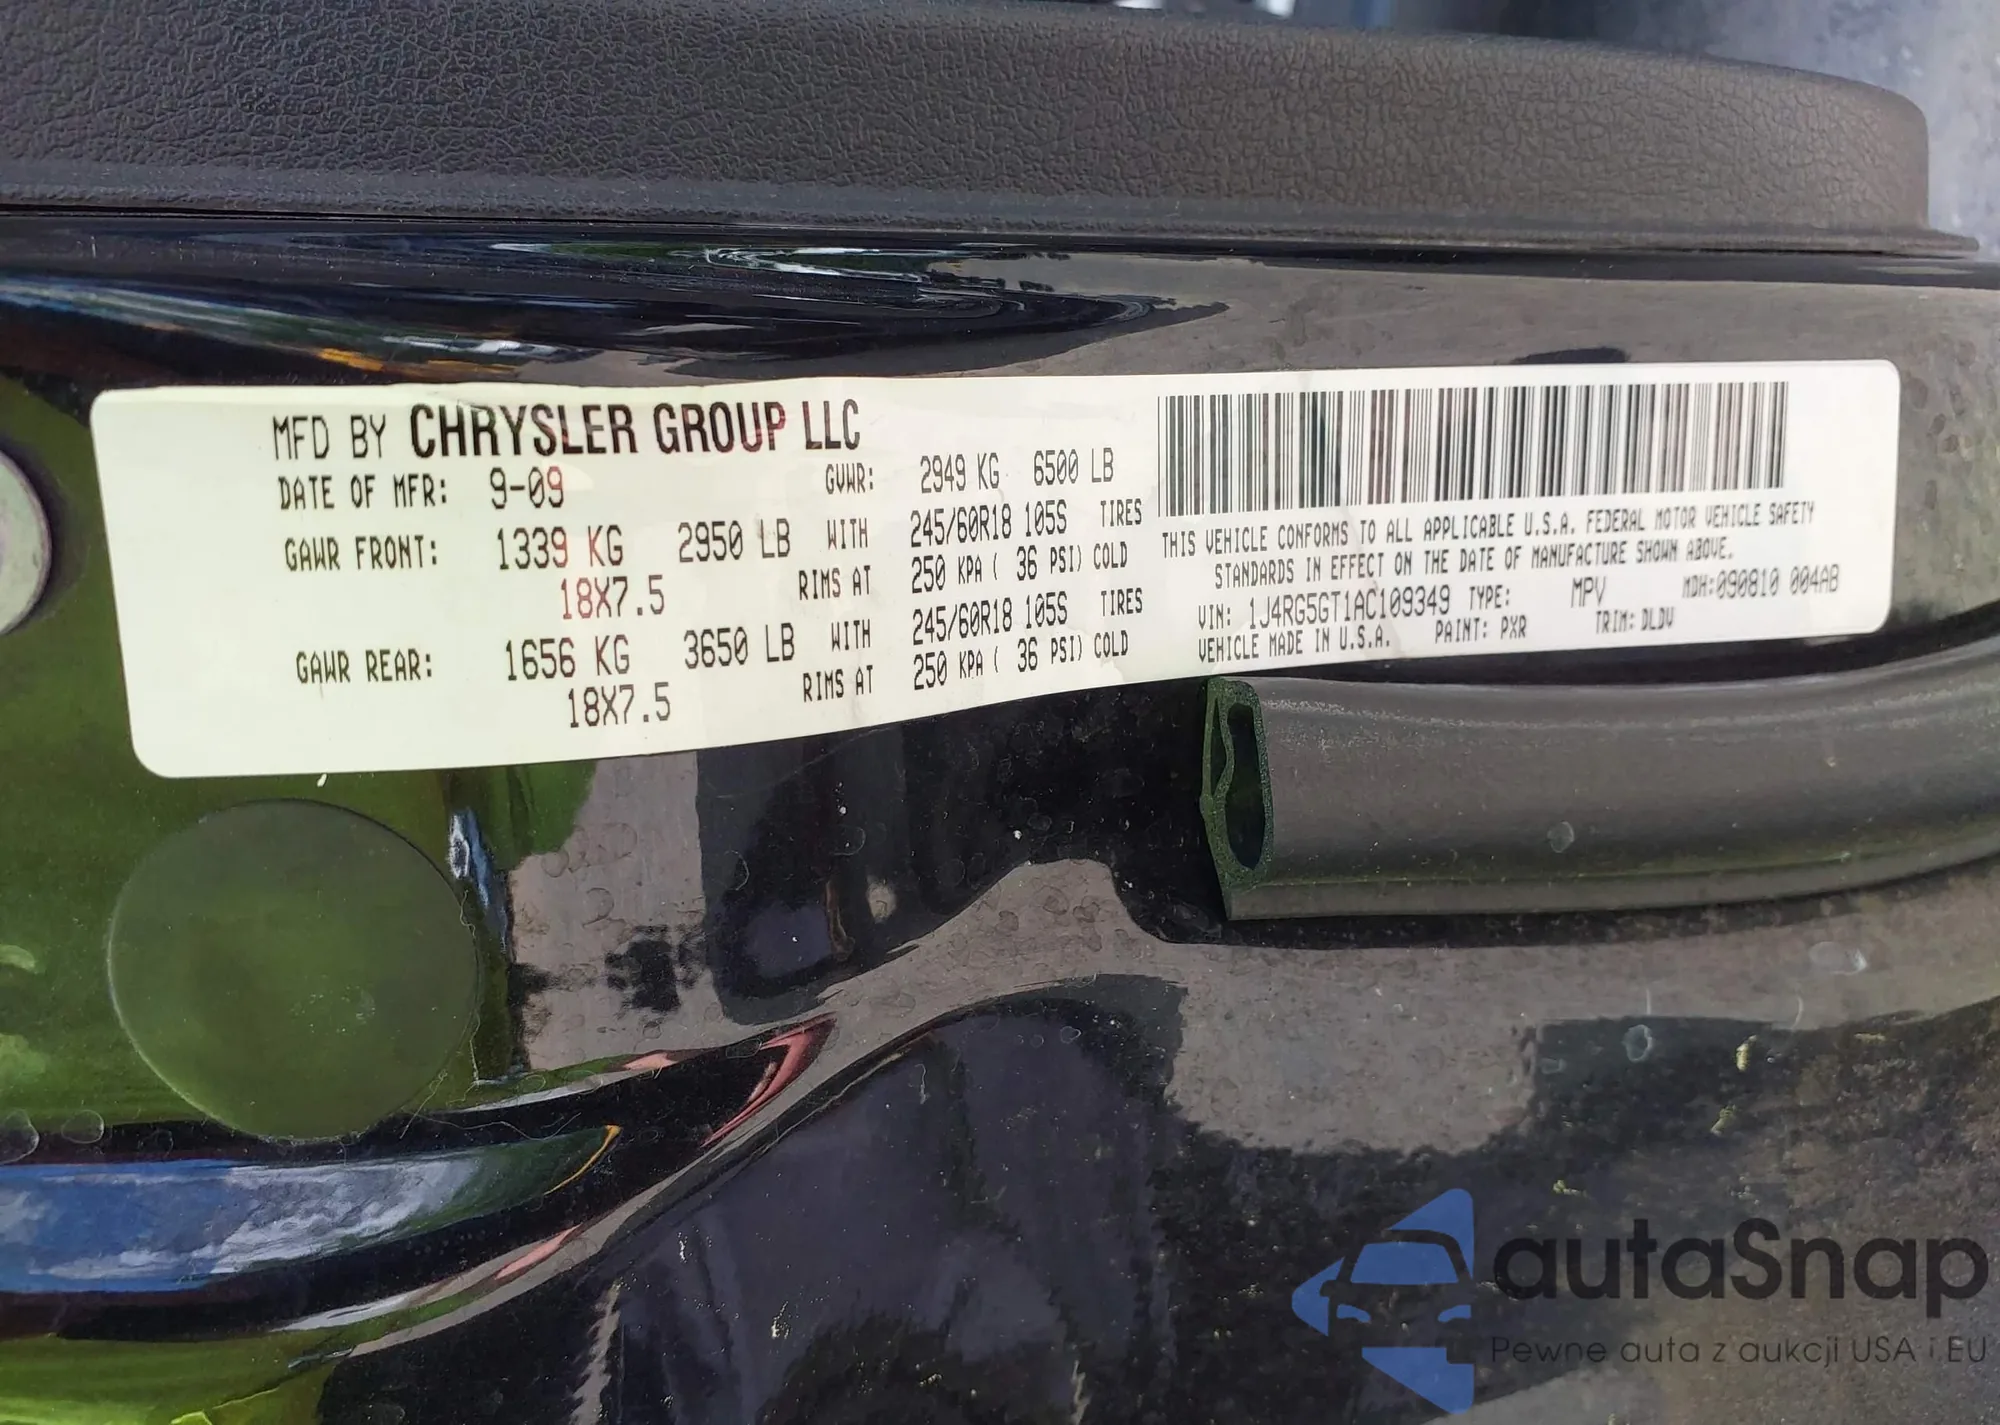 MFD BY CHRYSLER GROUP LLC
DATE OF MFR: 9-09 GVWR: 2949 KG 6500 LB
GAWR FRONT: 1339 KG 2950 LB WITH 245/60R18 105S TIRES
18X7.5 RIMS AT 250 KPA ( 36 PSI) COLD
GAWR REAR: 1656 KG 3650 LB WITH 245/60R18 105S TIRES
18X7.5 RIMS AT 250 KPA ( 36 PSI) COLD
THIS VEHICLE CONFORMS TO ALL APPLICABLE U.S.A. FEDERAL MOTOR VEHICLE SAFETY
STANDARDS IN EFFECT ON THE DATE OF MANUFACTURE SHOWN ABOVE.
VIN: 1J4RG5GT1AC109349 TYPE: MPV MDH:090810 004AB
VEHICLE MADE IN U.S.A. PAINT: PXR TRIM: DLDV
autaSnap
Pewne auta z aukcji USA i EU